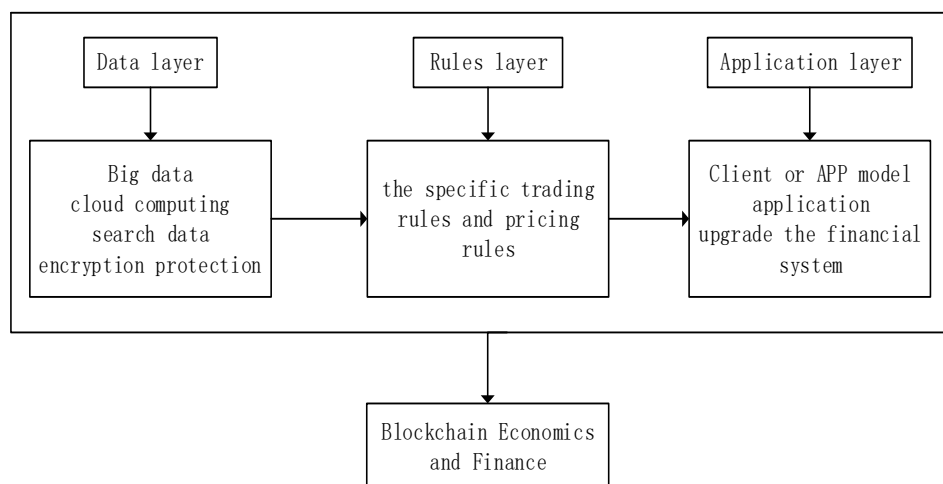 Data layer
Rules layer
Application layer
Big data
cloud computing
search data
encryption protection
the specific trading
rules and pricing
rules
Client or APP model
application
upgrade the financial
system
Blockchain Economics
and Finance